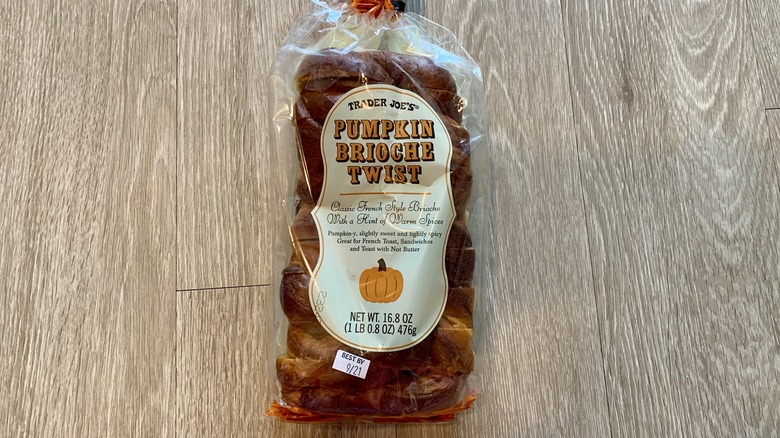 TRADER JOE'S®
PUMPKIN
BRIOCHE
TWIST
Classic French Style Brioche
With a Hint of Warm Spices
Pumpkin-y, slightly sweet and lightly spicy
Great for French Toast, Sandwiches
and Toast with Nut Butter
NET WT. 16.8 OZ
(1 LB 0.8 OZ) 476g
BEST BY
9/21